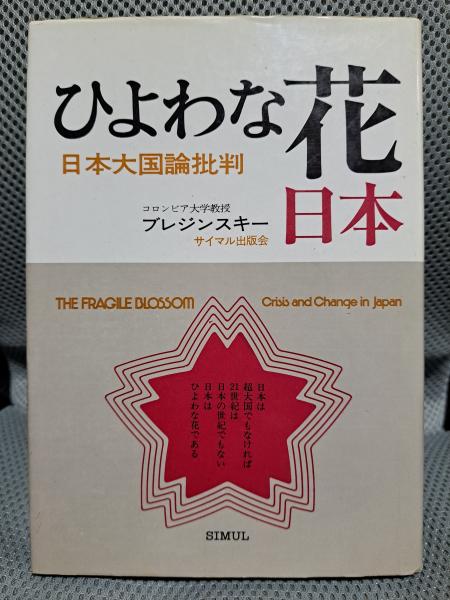 ひよわな花
日本
日本大国論批判
コロンビア大学教授
ブレジンスキー
サイマル出版会
THE FRAGILE BLOSSOM
Crisis and Change in Japan
日本は
超大国でもなければ
21世紀は
日本の世紀でもない
日本は
ひよわな花である
SIMUL